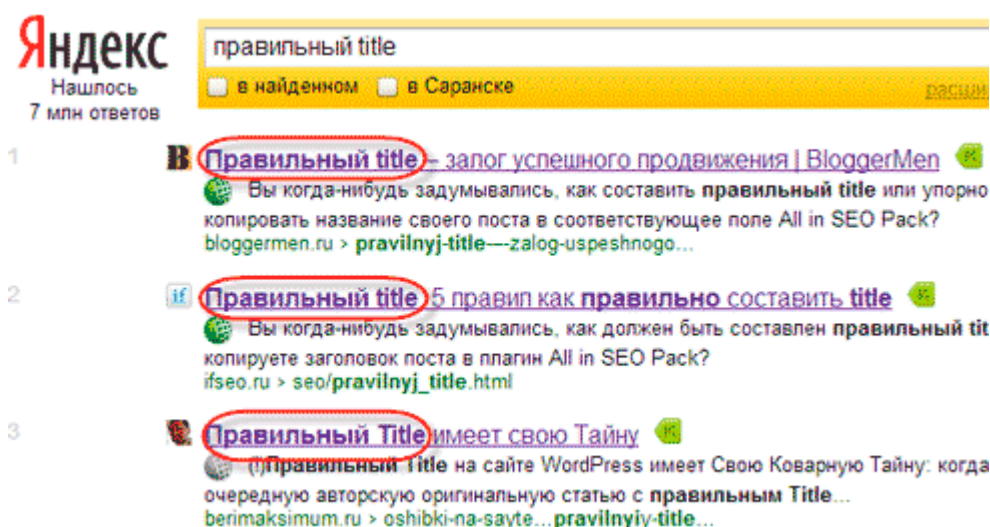 Яндекс
Нашлось
7 млн ответов
правильный title
в найденном в Саранске
1
Правильный title – залог успешного продвижения | BloggerMen
Вы когда-нибудь задумывались, как составить правильный title или упорно
копировать название своего поста в соответствующее поле All in SEO Pack?
bloggermen.ru > pravilnyj-title----zalog-uspeshnogo...
2
Правильный title 5 правил как правильно составить title
Вы когда-нибудь задумывались, как должен быть составлен правильный tit
копируете заголовок поста в плагин All in SEO Pack?
ifseo.ru > seo/pravilnyj_title.html
3
Правильный Title имеет свою Тайну
(!)Правильный Title на сайте WordPress имеет Свою Коварную Тайну: когда
очередную авторскую оригинальную статью с правильным Title...
berimaksimum.ru > oshibki-na-sayte...pravilnyiy-title...